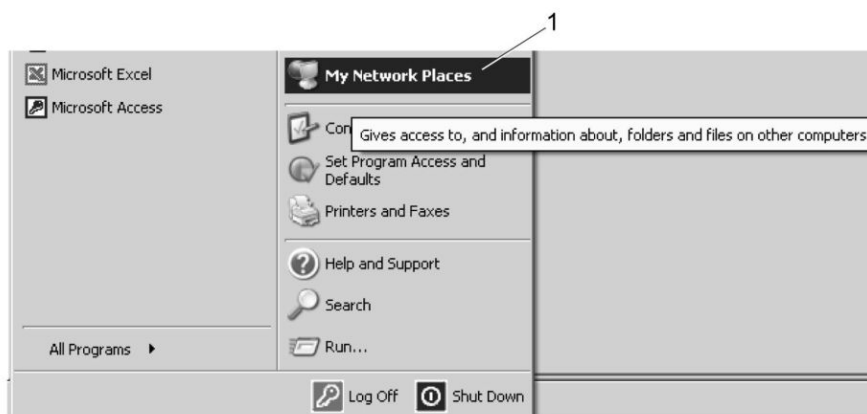 1
Microsoft Excel
Microsoft Access
All Programs
My Network Places
Con
Gives access to, and information about, folders and files on other computers
Set Program Access and
Defaults
Printers and Faxes
Help and Support
Search
Run...
Log Off
Shut Down